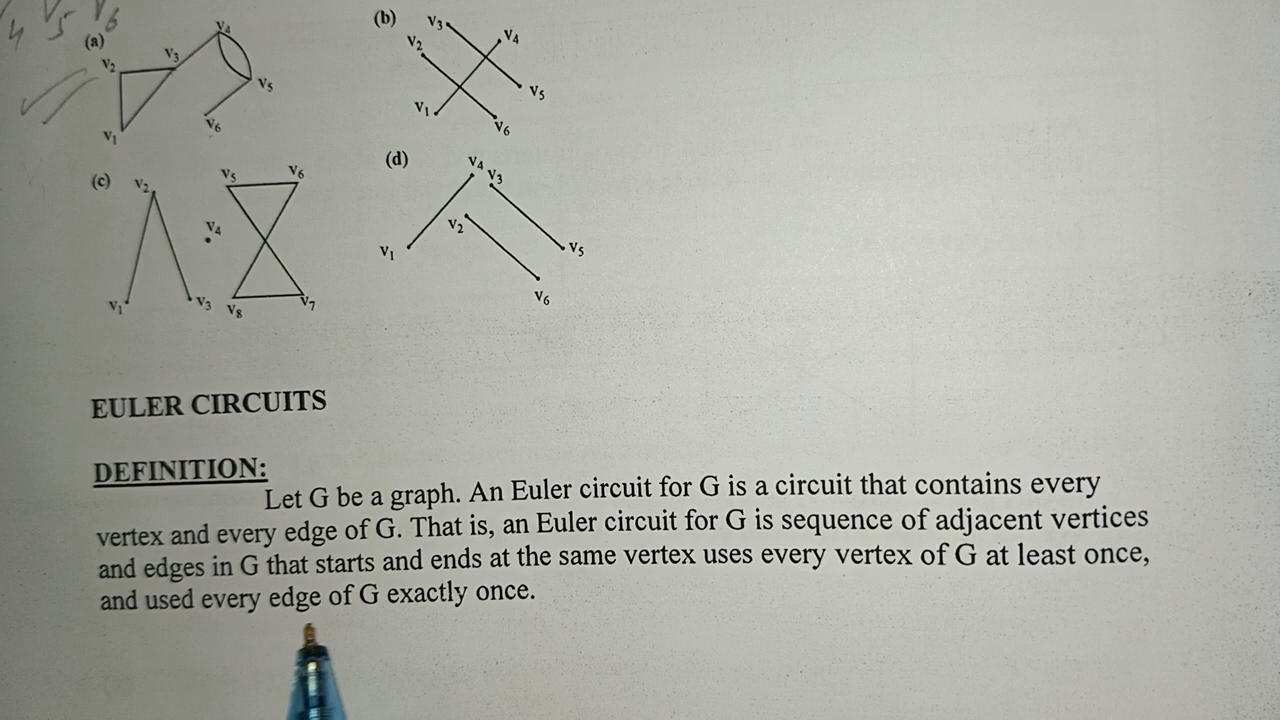 4 V5 V6
(a) V2 V3 V4 V5 V6 V1
(b) V3 V4 V2 V5 V1 V6
(c) V2 V5 V6 V4 V1 V3 V8 V7
(d) V4 V3 V2 V1 V5 V6
EULER CIRCUITS
DEFINITION:
Let G be a graph. An Euler circuit for G is a circuit that contains every
vertex and every edge of G. That is, an Euler circuit for G is sequence of adjacent vertices
and edges in G that starts and ends at the same vertex uses every vertex of G at least once,
and used every edge of G exactly once.